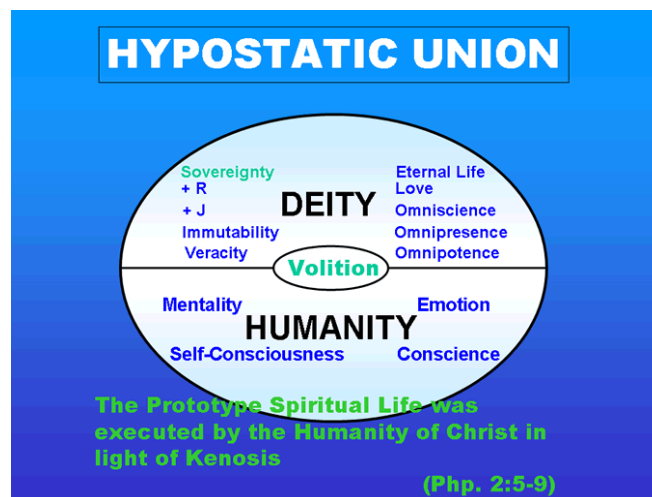 HYPOSTATIC UNION
Sovereignty
+ R
+ J
Immutability
Veracity
DEITY
Eternal Life
Love
Omniscience
Omnipresence
Omnipotence
Volition
Mentality
Emotion
HUMANITY
Self-Consciousness
Conscience
The Prototype Spiritual Life was
executed by the Humanity of Christ in
light of Kenosis
(Php. 2:5-9)